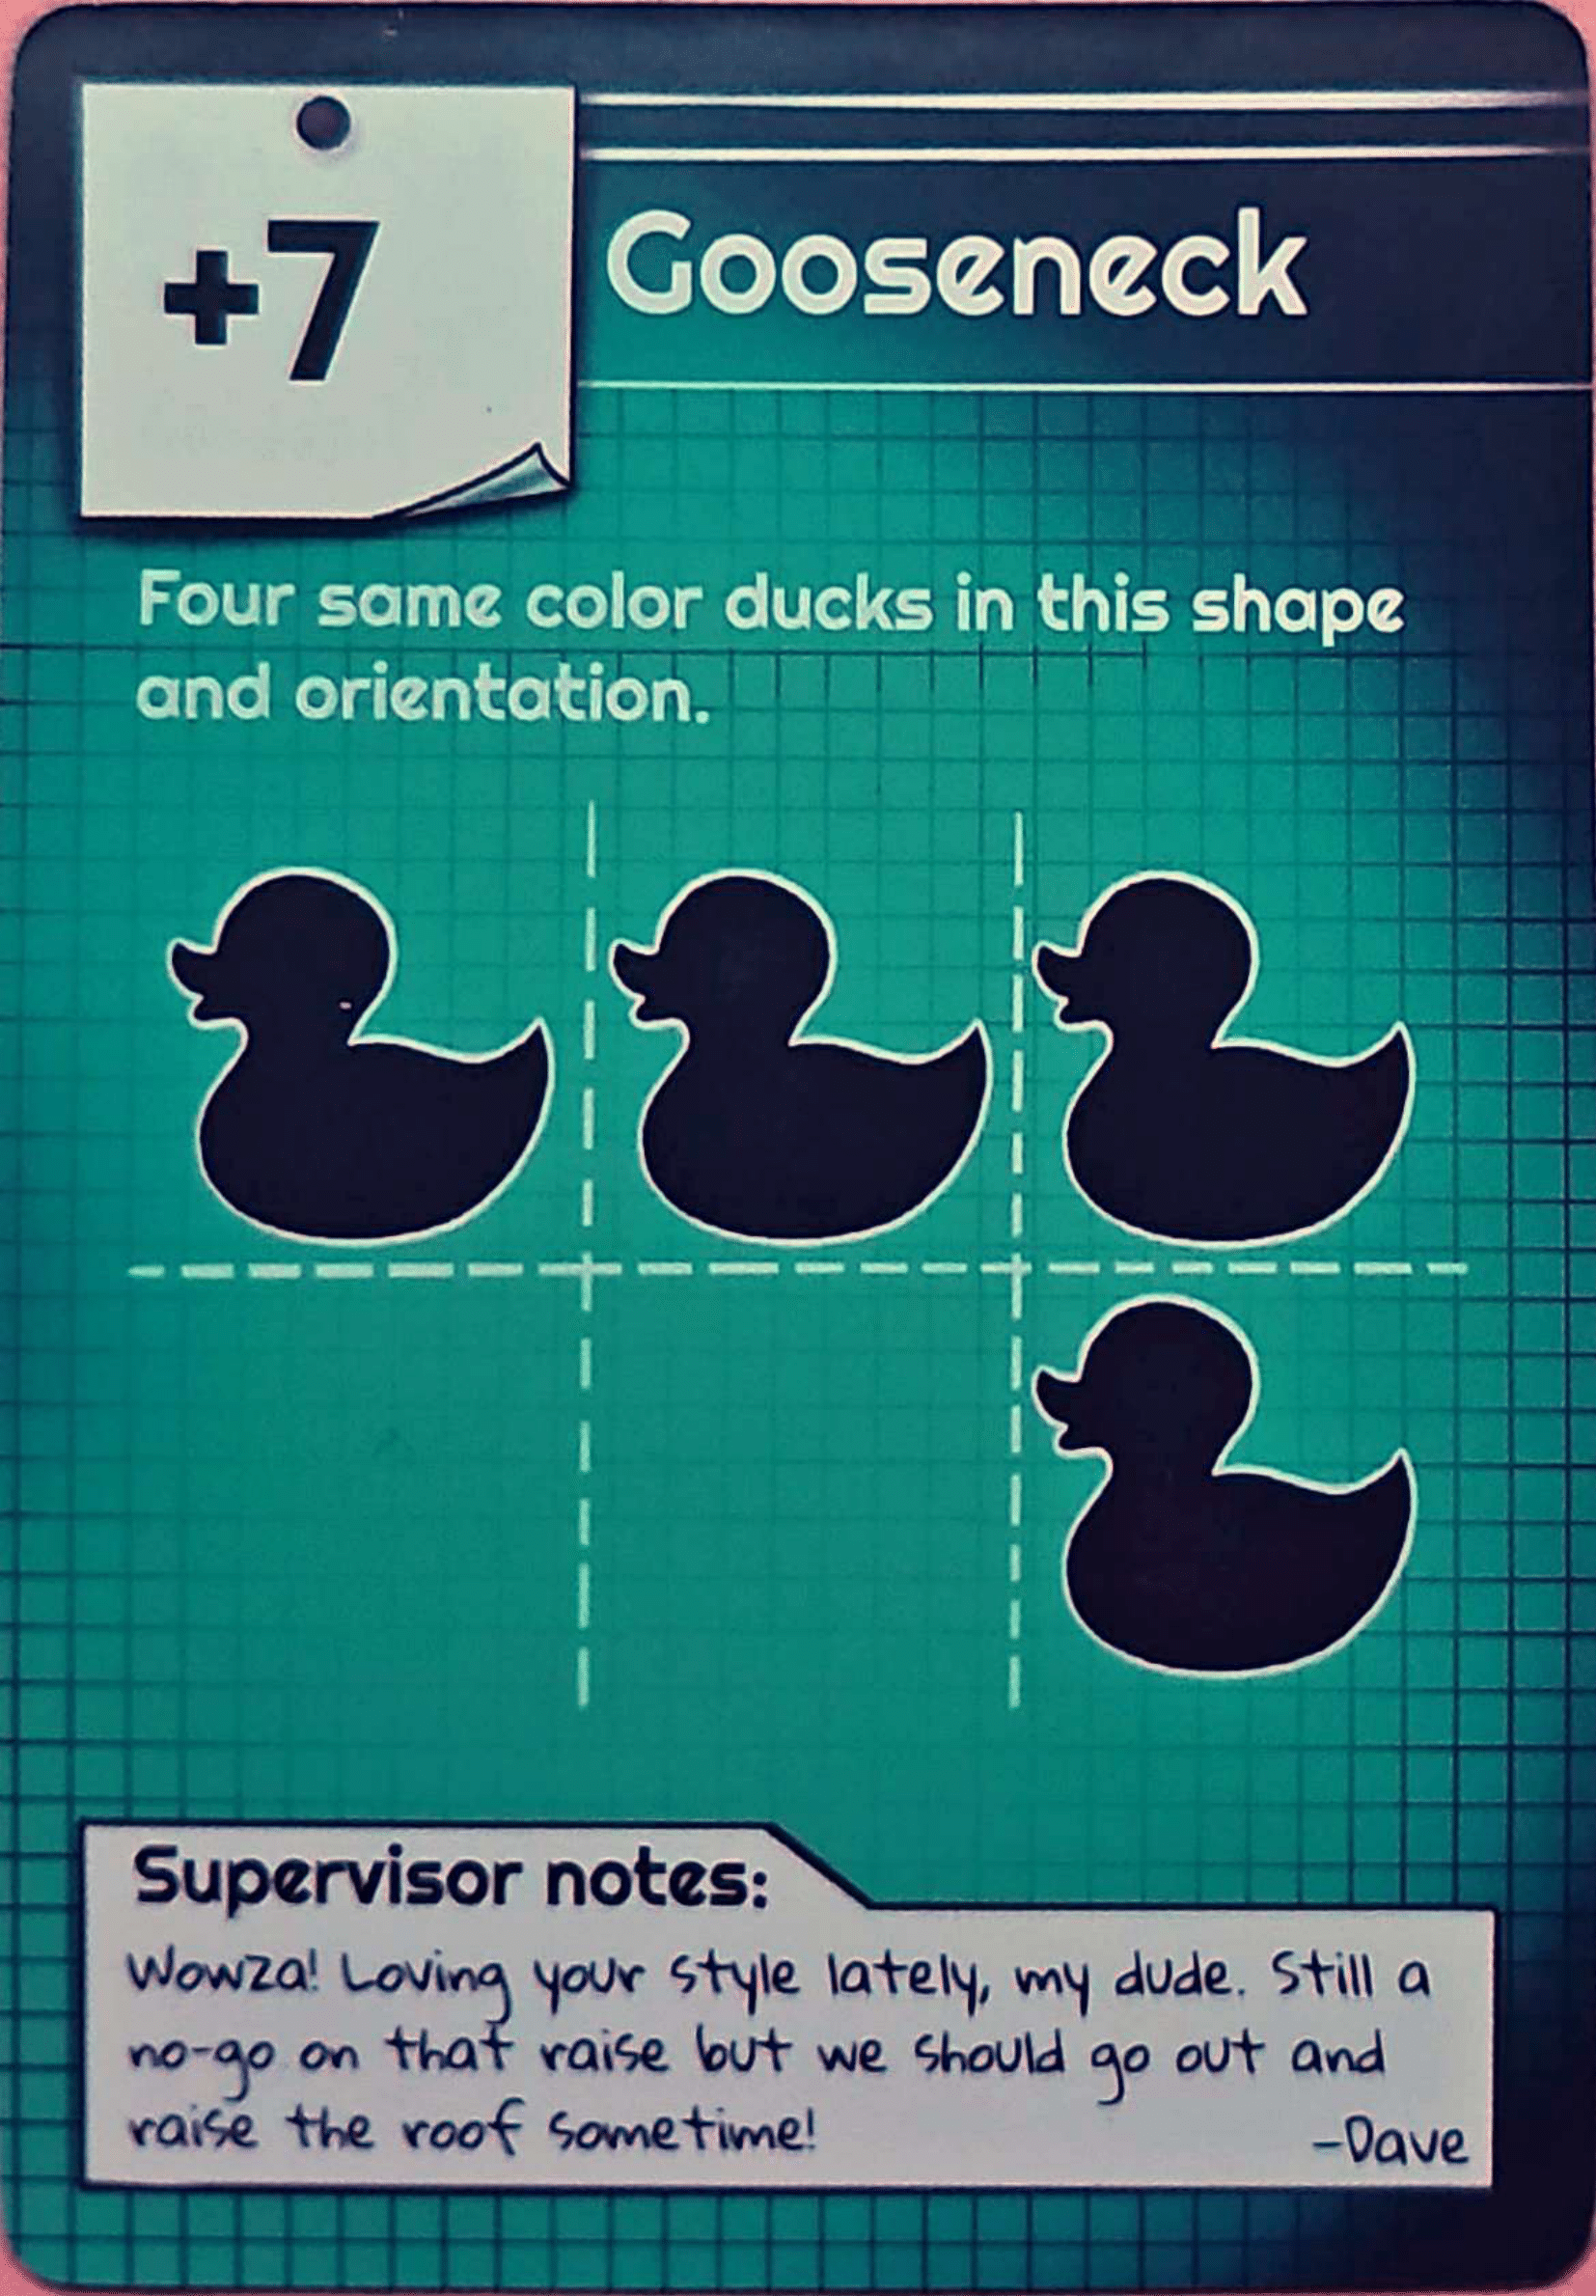 +7
Gooseneck
Four same color ducks in this shape
and orientation.
Supervisor notes:
Wowza! Loving your style lately, my dude. Still a
no-go on that raise but we should go out and
raise the roof sometime!
-Dave